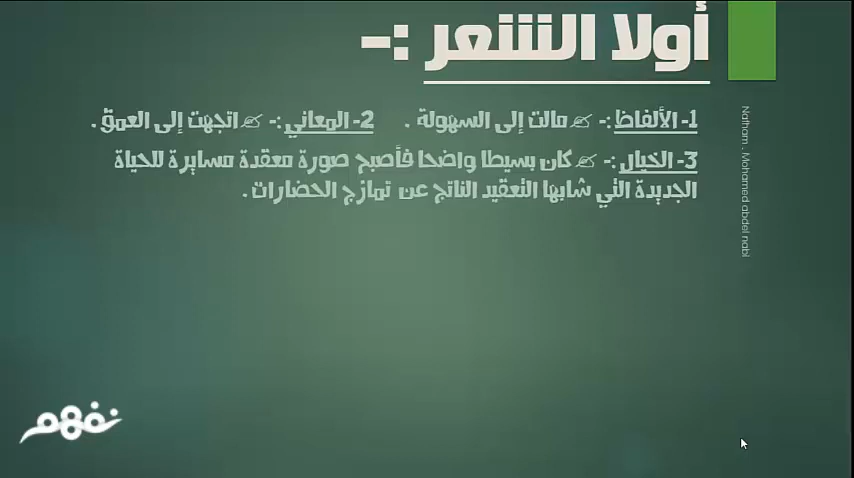 أولا الشعر :-
1- الألفاظ :- ✍ مالت إلى السهولة . 2- المعاني :- ✍ اتجهت إلى العمق .
3- الخيال :- ✍ كان بسيطا واضحا فأصبح صورة معقدة مسايرة للحياة
الجديدة التي شابها التعقيد الناتج عن تمازج الحضارات .
Nafham . Mohamed abdel nabi
نفهم